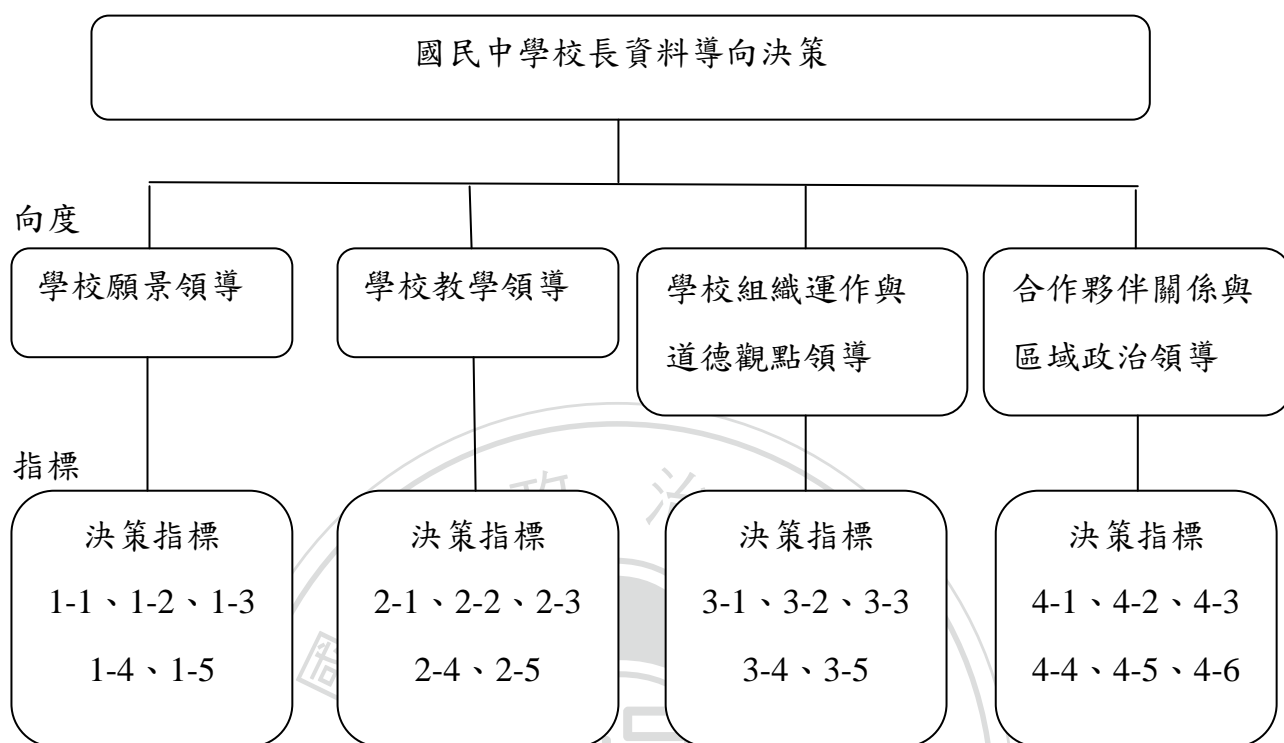 國民中學校長資料導向決策
向度
學校願景領導
學校教學領導
學校組織運作與
道德觀點領導
合作夥伴關係與
區域政治領導
指標
決策指標
1-1、1-2、1-3
1-4、1-5
決策指標
2-1、2-2、2-3
2-4、2-5
決策指標
3-1、3-2、3-3
3-4、3-5
決策指標
4-1、4-2、4-3
4-4、4-5、4-6
政治
國